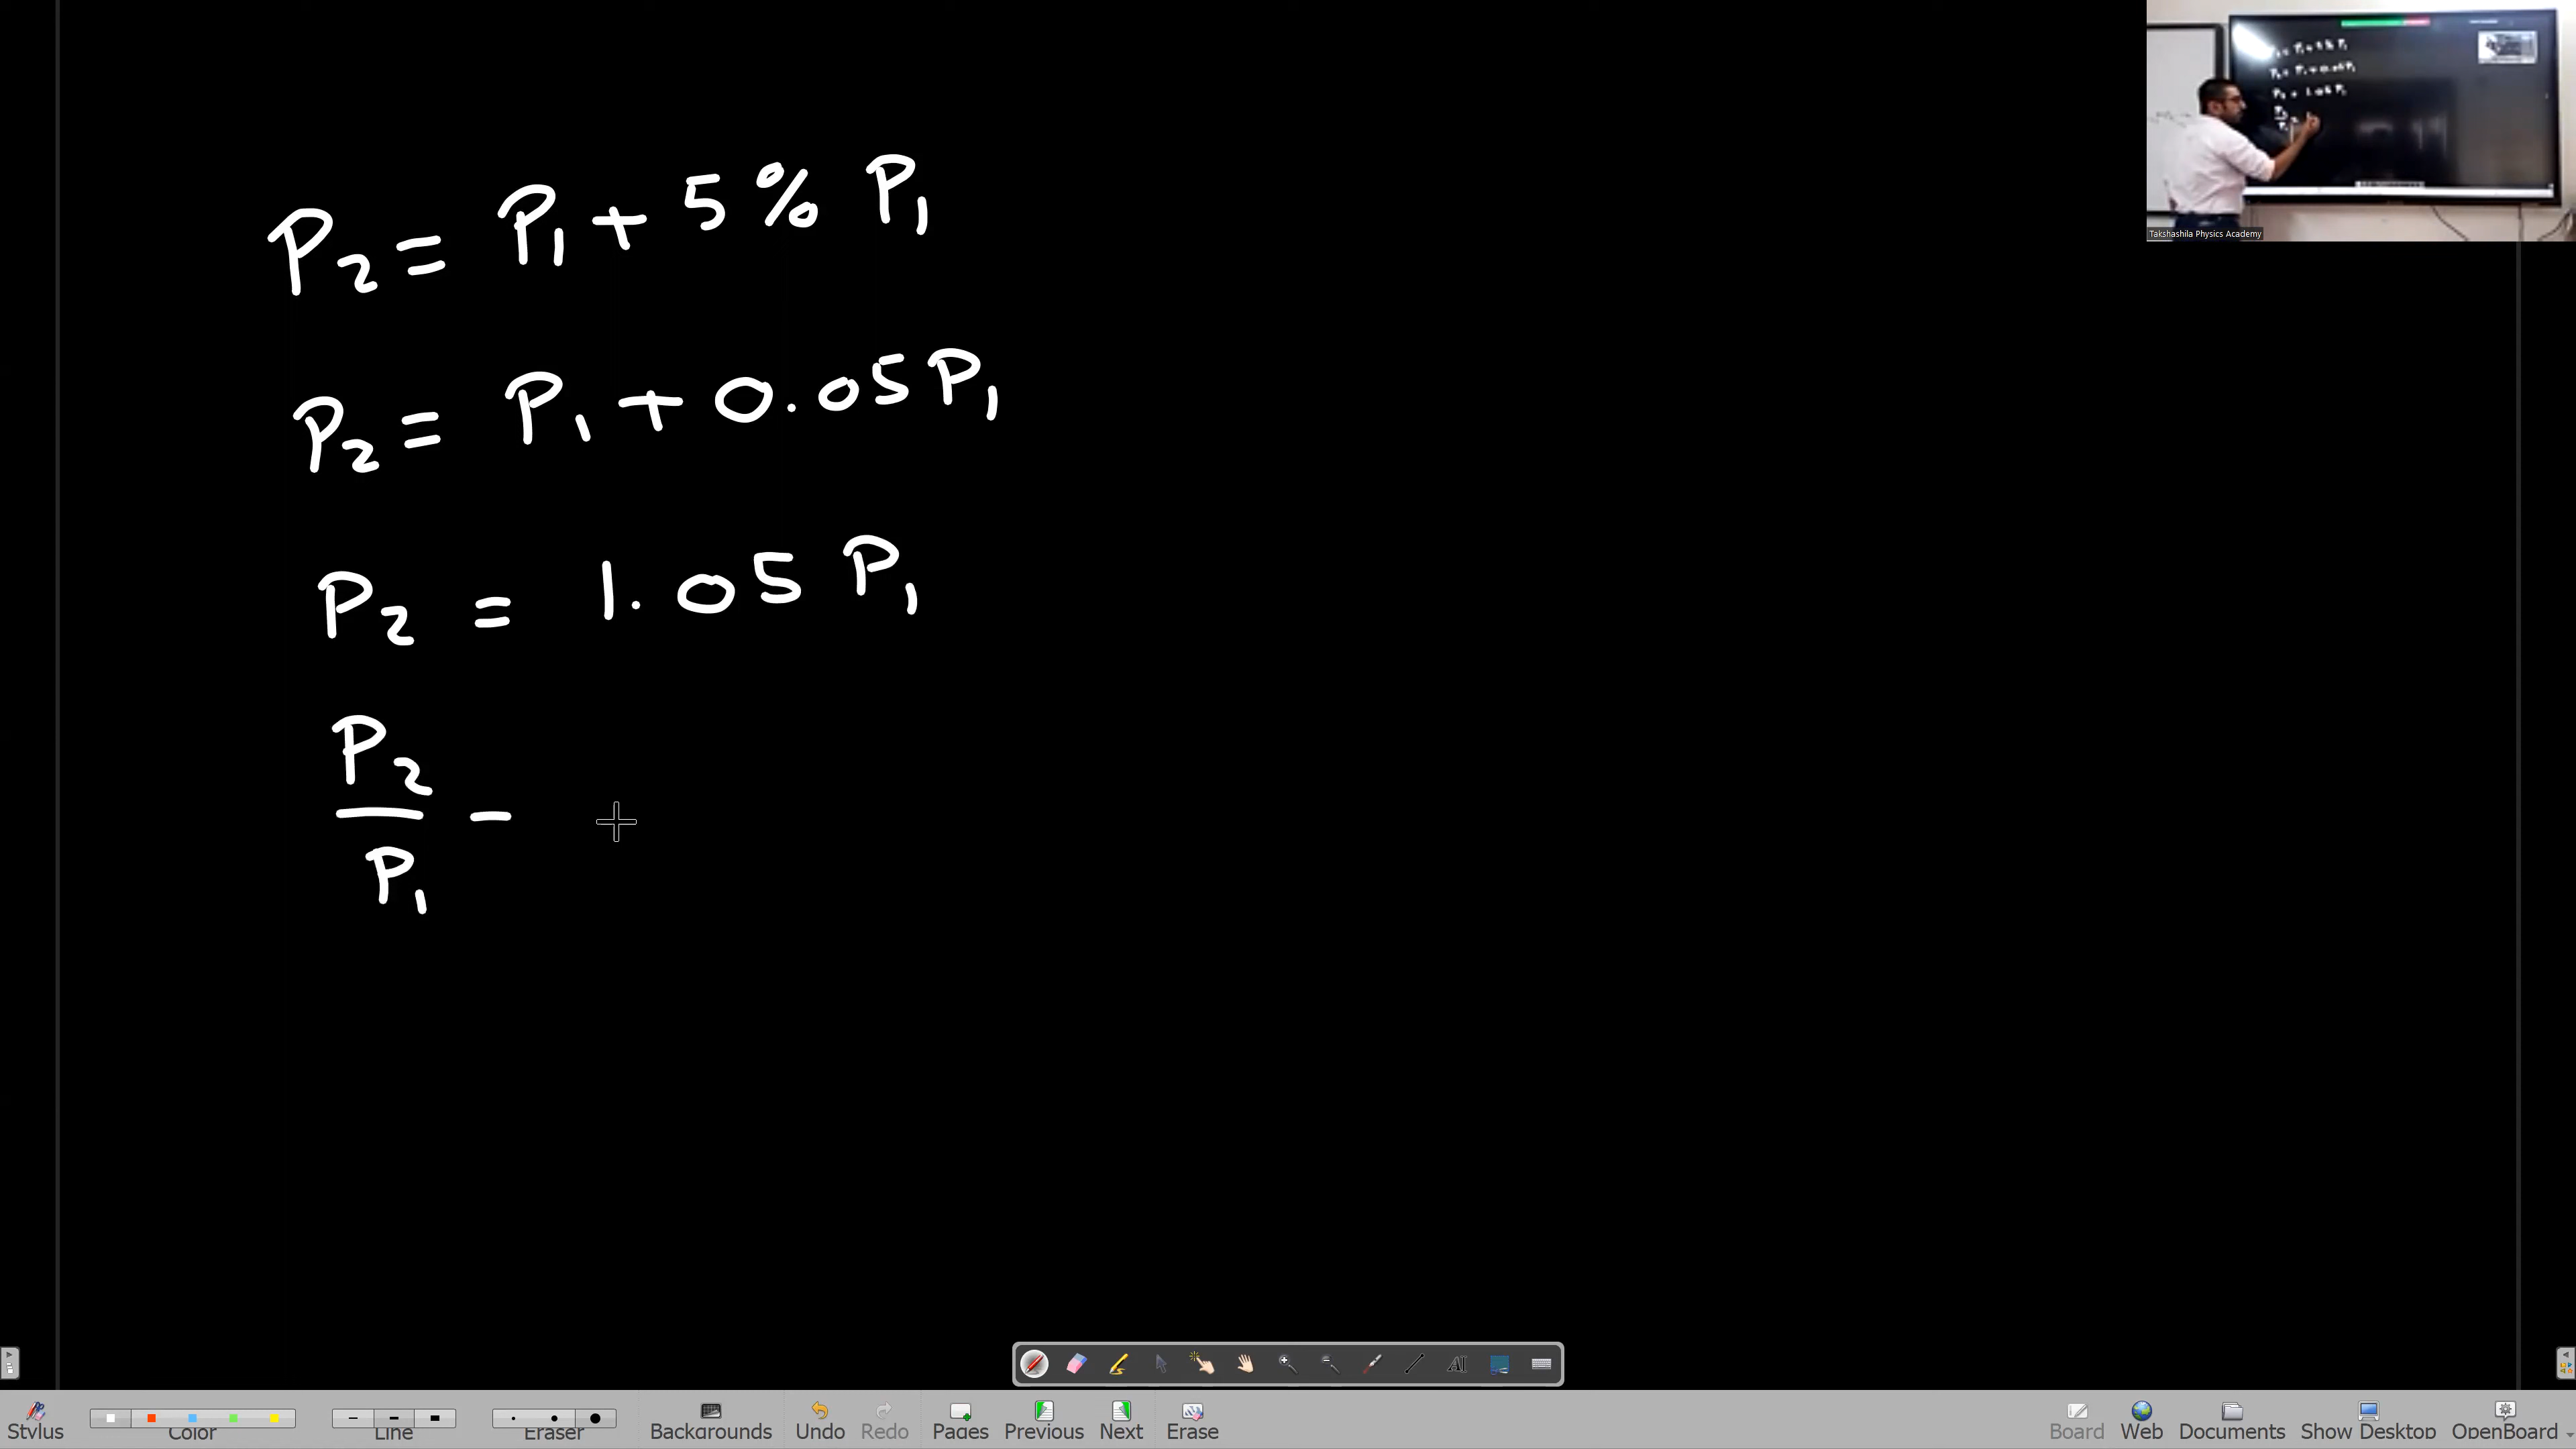 P₂ = P₁ + 5% P₁
P₂ = P₁ + 0.05P₁
P₂ = 1.05 P₁
P₂
—
P₁
Takshashila Physics Academy
Stylus Color Line Eraser Backgrounds Undo Redo Pages Previous Next Erase Board Web Documents Show Desktop OpenBoard